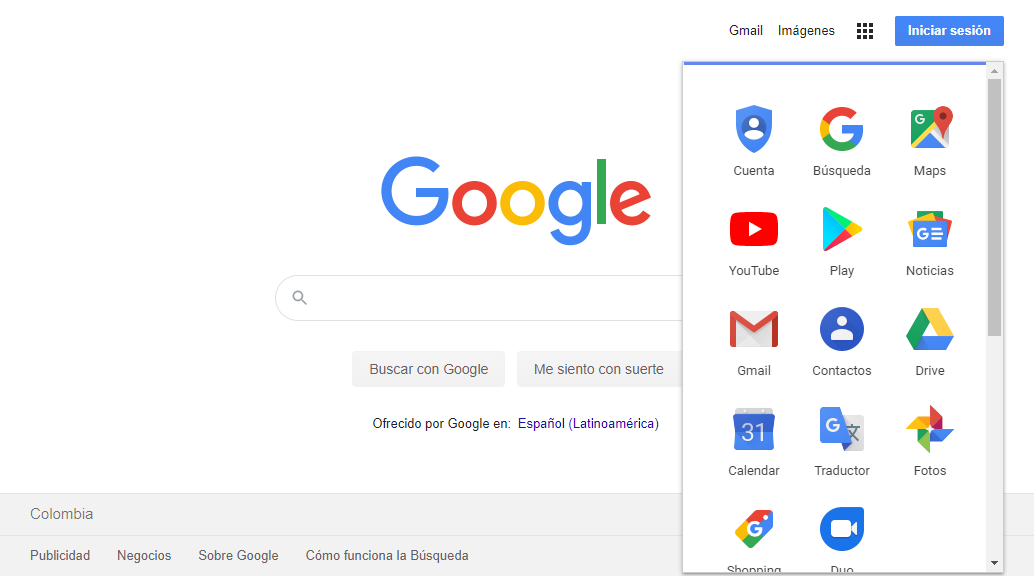 Gmail Imágenes Iniciar sesión
Google
Cuenta Búsqueda Maps
YouTube Play Noticias
Gmail Contactos Drive
31
Calendar Traductor Fotos
Shopping Duo
Buscar con Google Me siento con suerte
Ofrecido por Google en: Español (Latinoamérica)
Colombia
Publicidad Negocios Sobre Google Cómo funciona la Búsqueda